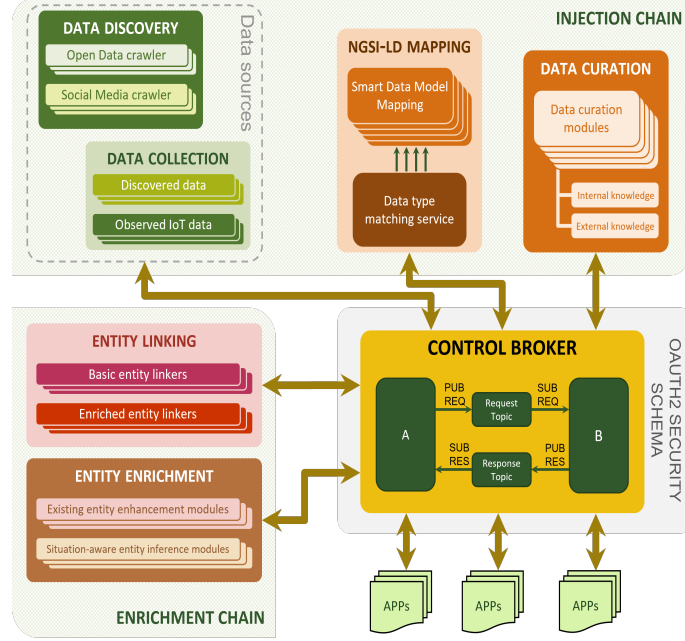 INJECTION CHAIN
Data sources
DATA DISCOVERY
Open Data crawler
Social Media crawler
DATA COLLECTION
Discovered data
Observed IoT data
NGSI-LD MAPPING
Smart Data Model
Mapping
Data type
matching service
DATA CURATION
Data curation
modules
Internal knowledge
External knowledge
ENTITY LINKING
Basic entity linkers
Enriched entity linkers
ENTITY ENRICHMENT
Existing entity enhancement modules
Situation-aware entity inference modules
ENRICHMENT CHAIN
CONTROL BROKER
A
PUB
REQ
Request
Topic
SUB
REQ
SUB
RES
Response
Topic
PUB
RES
B
OAUTH2 SECURITY
SCHEMA
APPs
APPs
APPs